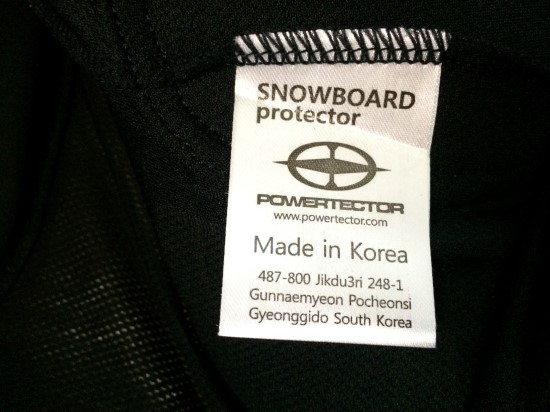 SNOWBOARD
protector
POWERTECTOR
www.powertector.com
Made in Korea
487-800 Jikdu3ri 248-1
Gunnaemyeon Pocheonsi
Gyeonggido South Korea